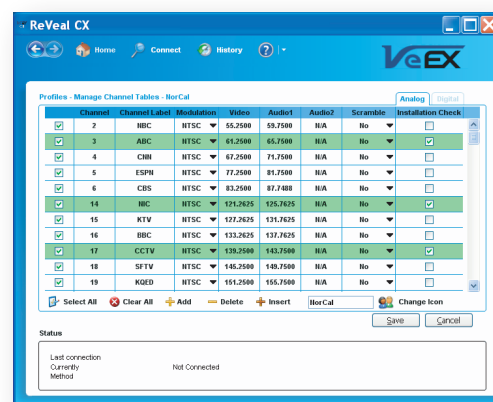 ReVeal CX
Home Connect History ?
VeEX
Profiles - Manage Channel Tables - NorCal Analog Digital
Channel Channel Label Modulation Video Audio1 Audio2 Scramble Installation Check
2 NBC NTSC 55.2500 59.7500 N/A No
3 ABC NTSC 61.2500 65.7500 N/A No
4 CNN NTSC 67.2500 71.7500 N/A No
5 ESPN NTSC 77.2500 81.7500 N/A No
6 CBS NTSC 83.2500 87.7488 N/A No
14 NIC NTSC 121.2625 125.7625 N/A No
15 KTV NTSC 127.2625 131.7625 N/A No
16 BBC NTSC 133.2625 137.7625 N/A No
17 CCTV NTSC 139.2500 143.7500 N/A No
18 SFTV NTSC 145.2500 149.7500 N/A No
19 KQED NTSC 151.2500 155.7500 N/A No
Select All Clear All Add Delete Insert NorCal Change Icon
Save Cancel
Status
Last connection
Currently Not Connected
Method